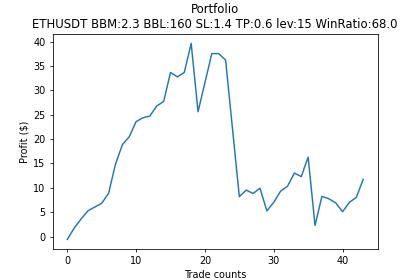 Portfolio
ETHUSDT BBM:2.3 BBL:160 SL:1.4 TP:0.6 lev:15 WinRatio:68.0
40
35
30
25
20
15
10
5
0
Profit ($)
0 10 20 30 40
Trade counts